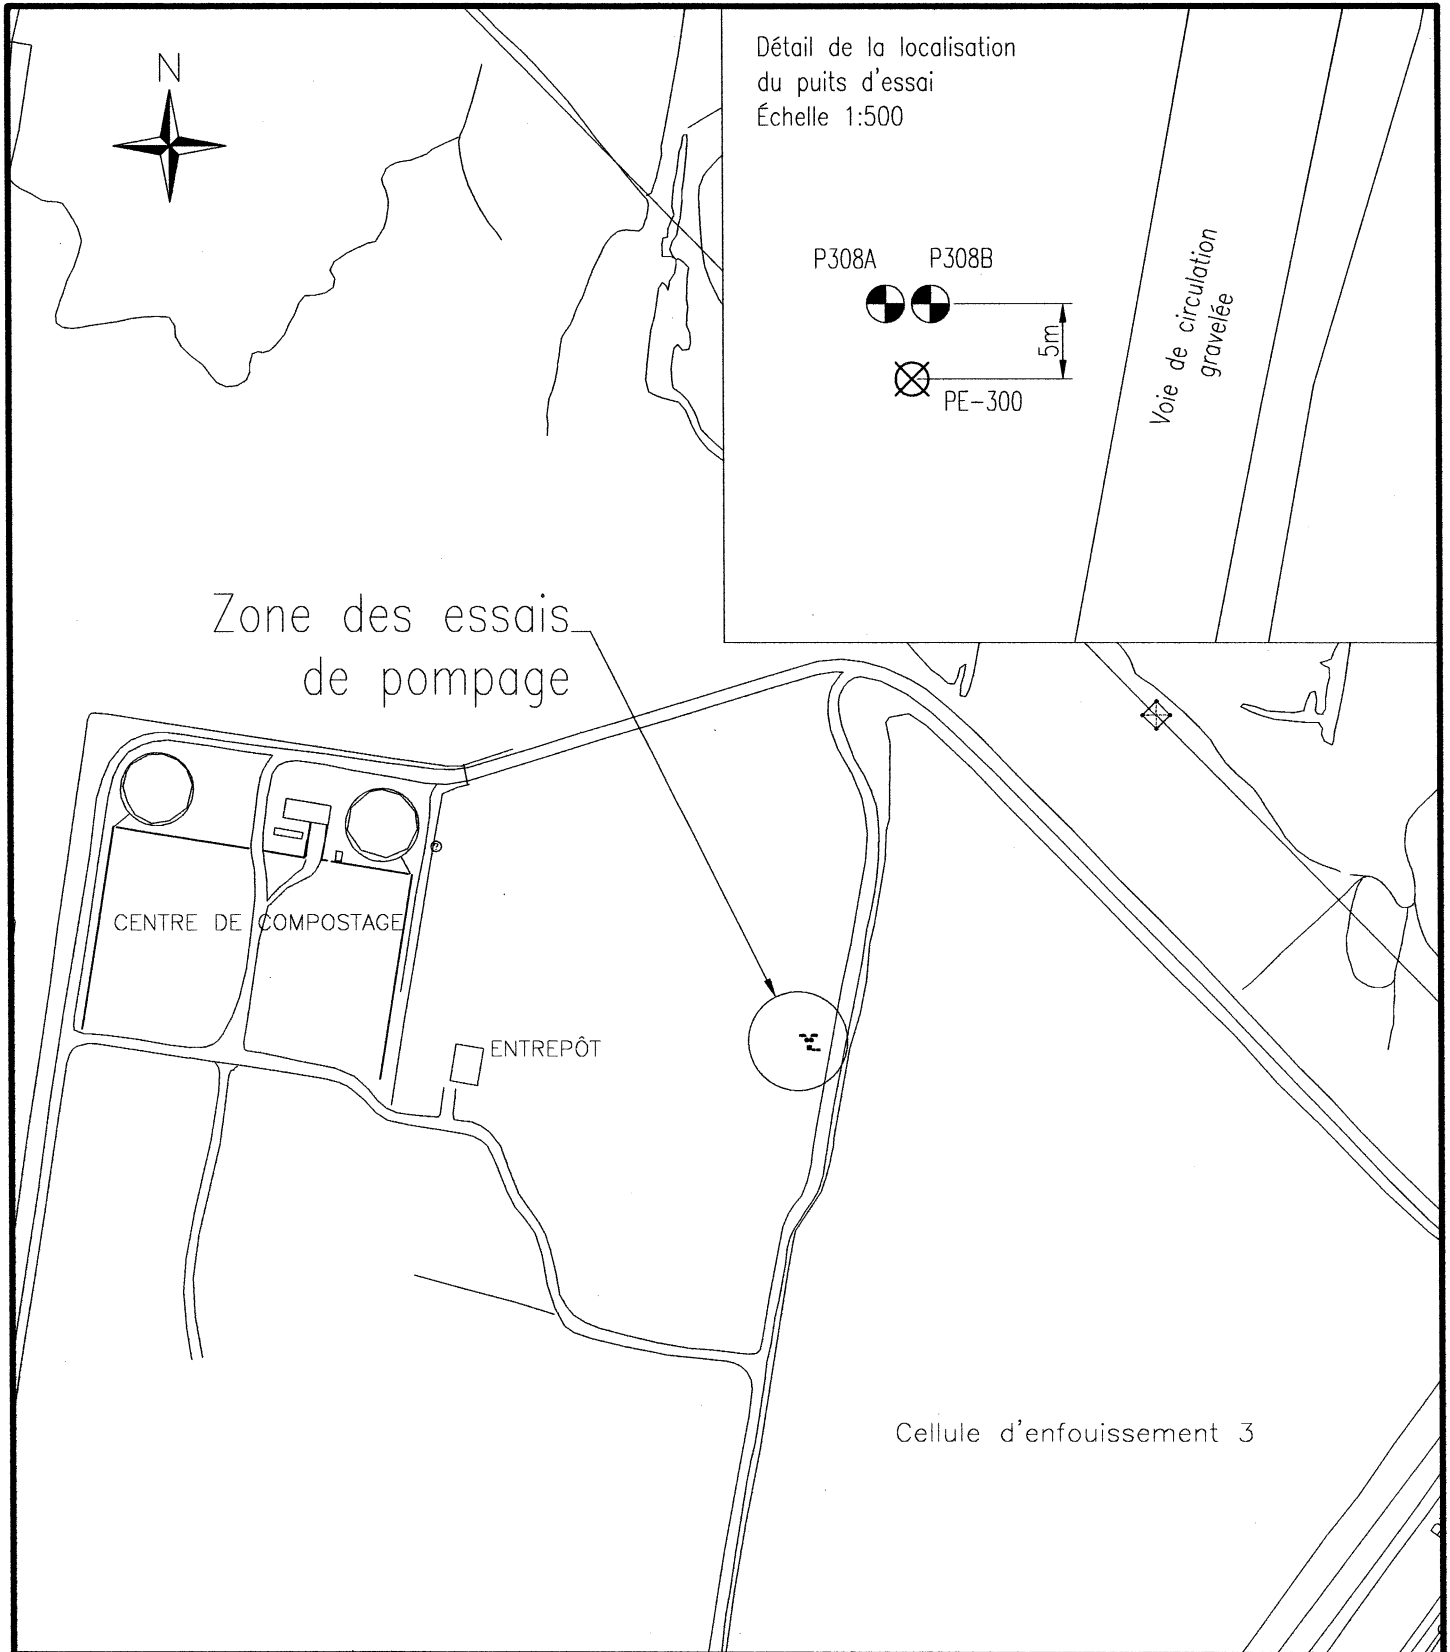 N
Détail de la localisation
du puits d'essai
Échelle 1:500
P308A
P308B
5m
PE-300
Voie de circulation
gravelée
Zone des essais
de pompage
CENTRE DE COMPOSTAGE
ENTREPÔT
Cellule d'enfouissement 3